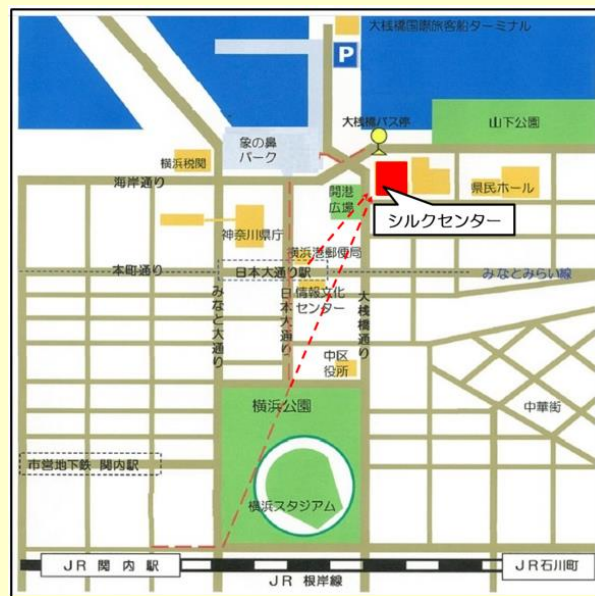 大桟橋国際旅客船ターミナル
P
大桟橋バス停
山下公園
象の鼻
パーク
横浜税関
海岸通り
開港
広場
県民ホール
シルクセンター
神奈川県庁
横浜港郵便局
本町通り
日本大通り駅
みなとみらい線
情報文化
センター
みなと大通り
日本大通り
大桟橋通り
中区
役所
横浜公園
中華街
市営地下鉄 関内駅
横浜スタジアム
JR 関内駅
JR 根岸線
JR石川町